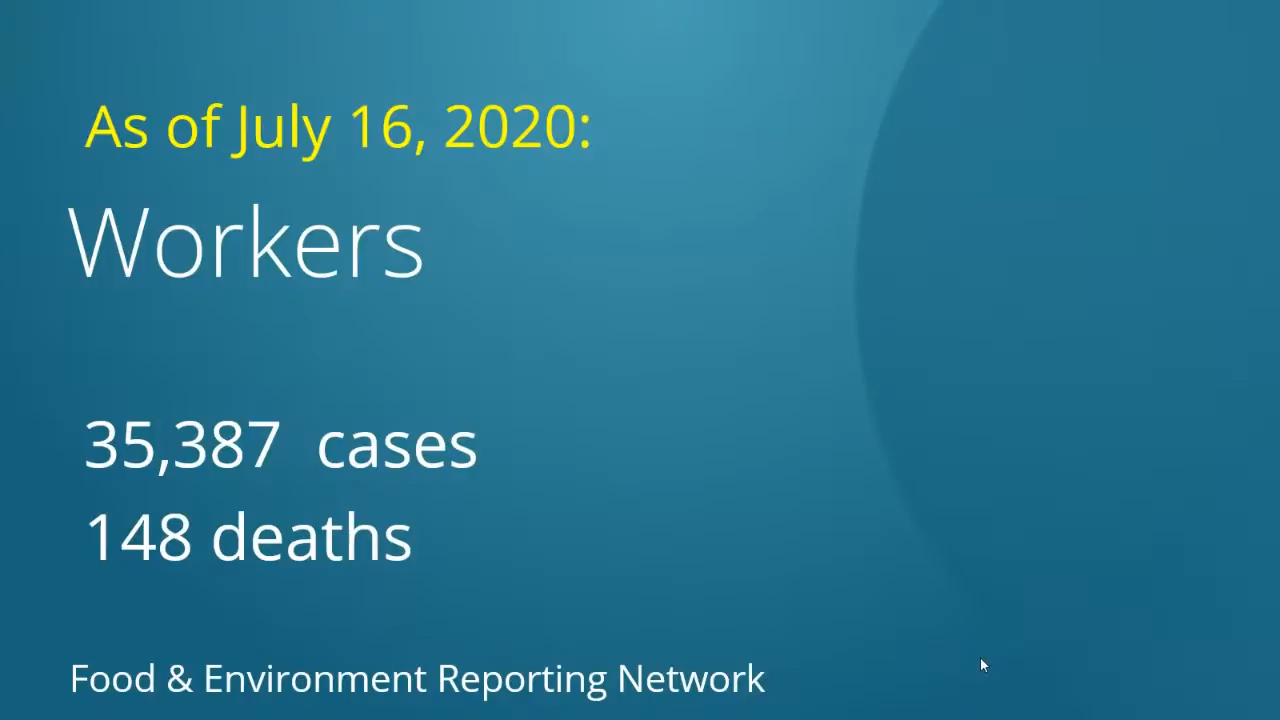 As of July 16, 2020:
Workers
35,387 cases
148 deaths
Food & Environment Reporting Network